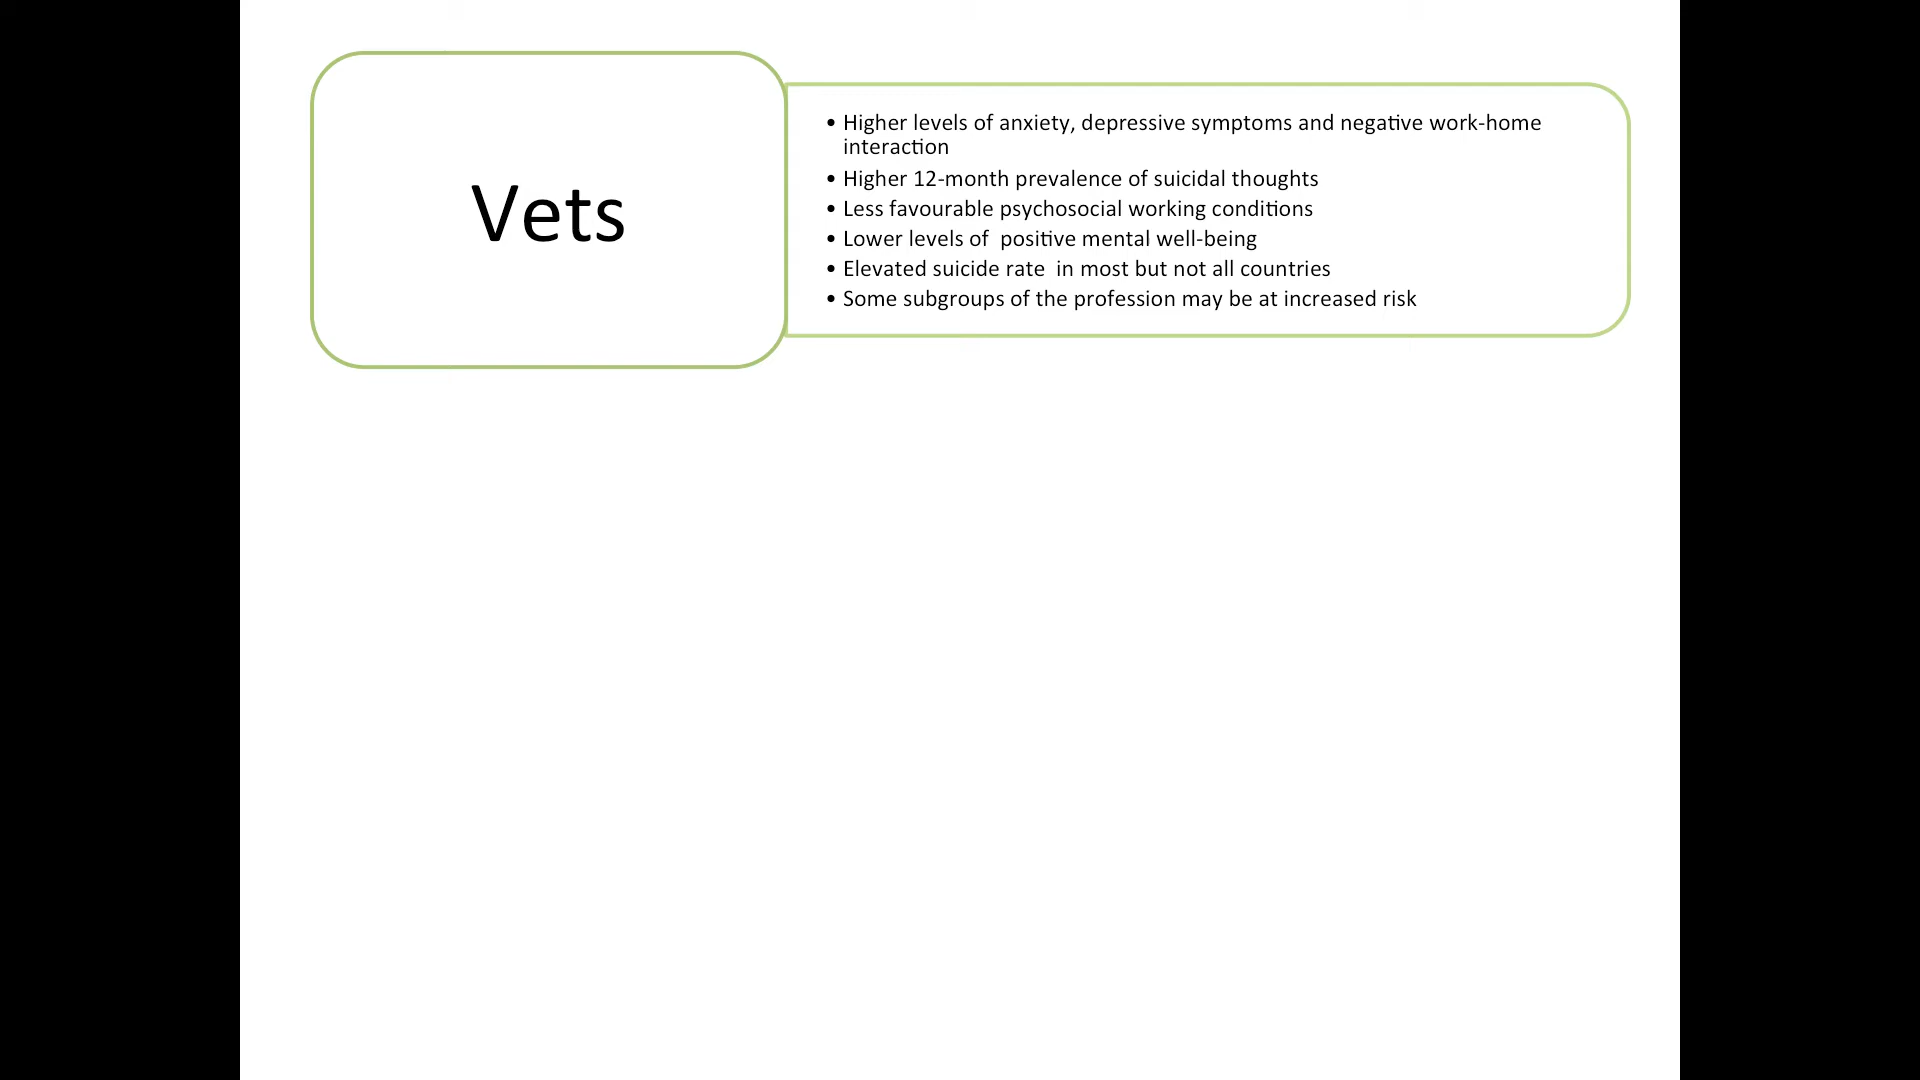 Vets
• Higher levels of anxiety, depressive symptoms and negative work-home
interaction
• Higher 12-month prevalence of suicidal thoughts
• Less favourable psychosocial working conditions
• Lower levels of  positive mental well-being
• Elevated suicide rate  in most but not all countries
• Some subgroups of the profession may be at increased risk